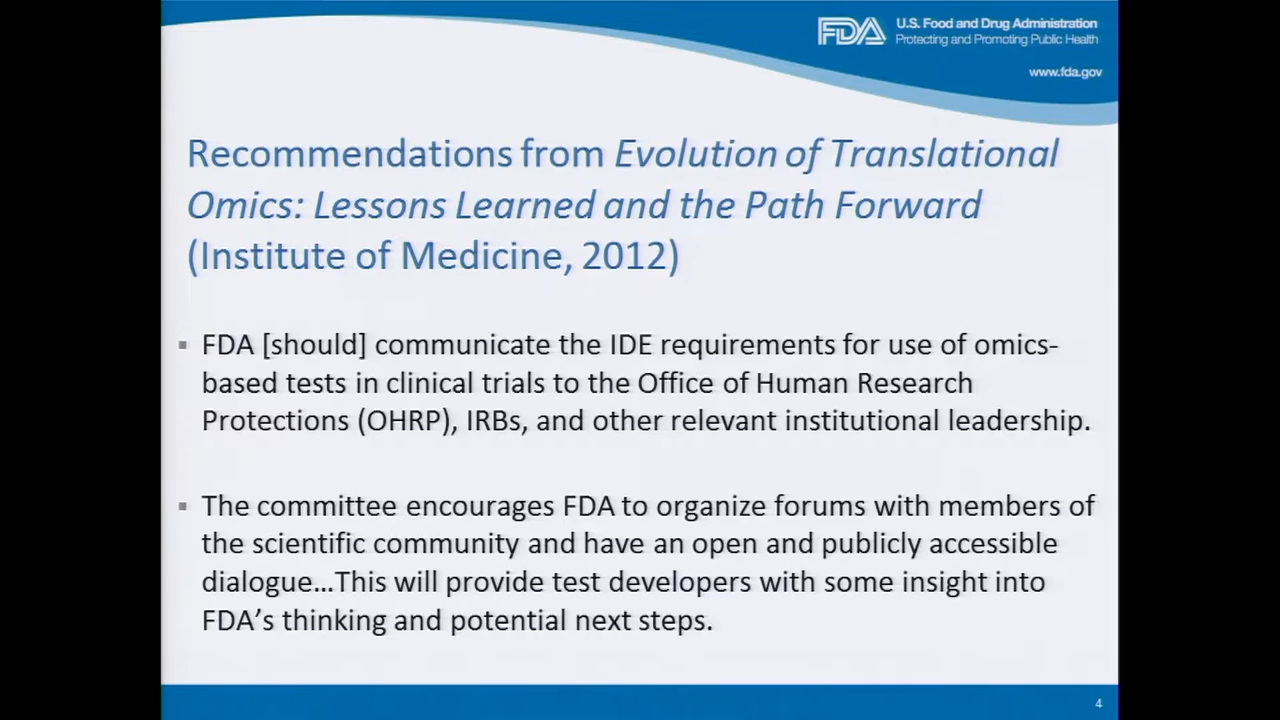 FDA
U.S. Food and Drug Administration
Protecting and Promoting Public Health
www.fda.gov
Recommendations from Evolution of Translational
Omics: Lessons Learned and the Path Forward
(Institute of Medicine, 2012)
▪ FDA [should] communicate the IDE requirements for use of omics-
based tests in clinical trials to the Office of Human Research
Protections (OHRP), IRBs, and other relevant institutional leadership.
▪ The committee encourages FDA to organize forums with members of
the scientific community and have an open and publicly accessible
dialogue…This will provide test developers with some insight into
FDA’s thinking and potential next steps.
4